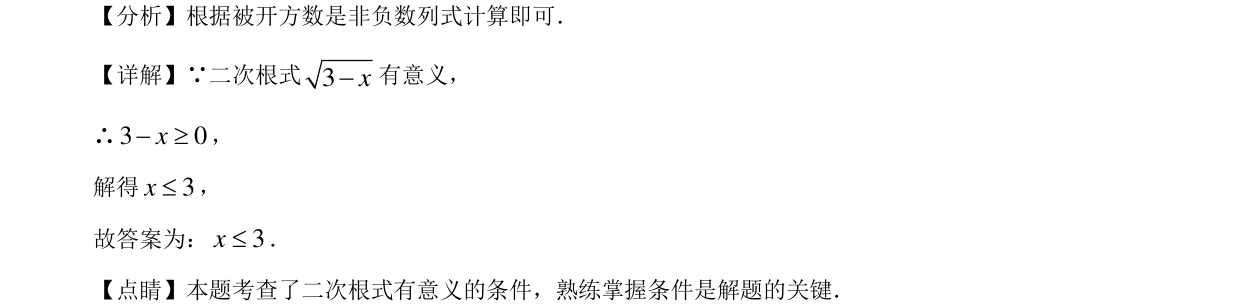 【分析】根据被开方数是非负数列式计算即可．
【详解】∵二次根式√(3−x)有意义，
∴3−x≥0，
解得x≤3，
故答案为：x≤3．
【点睛】本题考查了二次根式有意义的条件，熟练掌握条件是解题的关键．